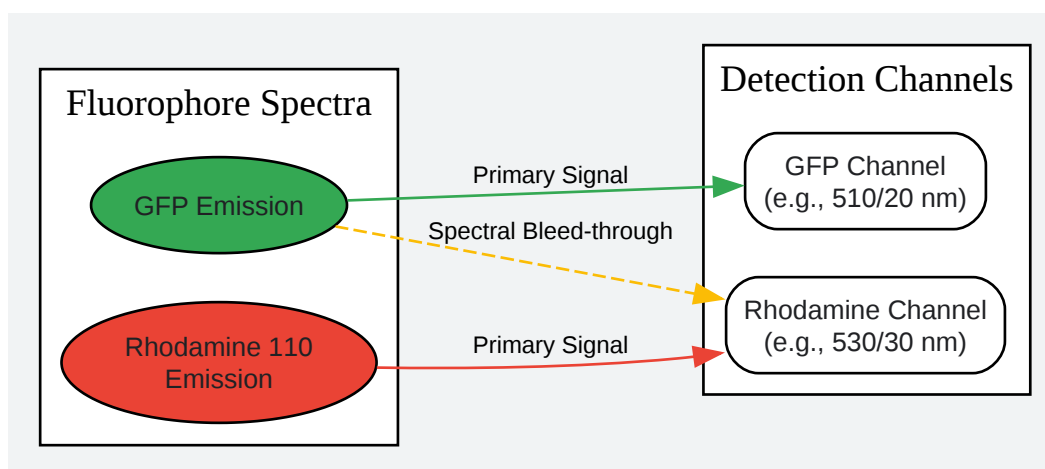 Fluorophore Spectra
GFP Emission
Rhodamine 110
Emission
Primary Signal
Spectral Bleed-through
Primary Signal
Detection Channels
GFP Channel
(e.g., 510/20 nm)
Rhodamine Channel
(e.g., 530/30 nm)